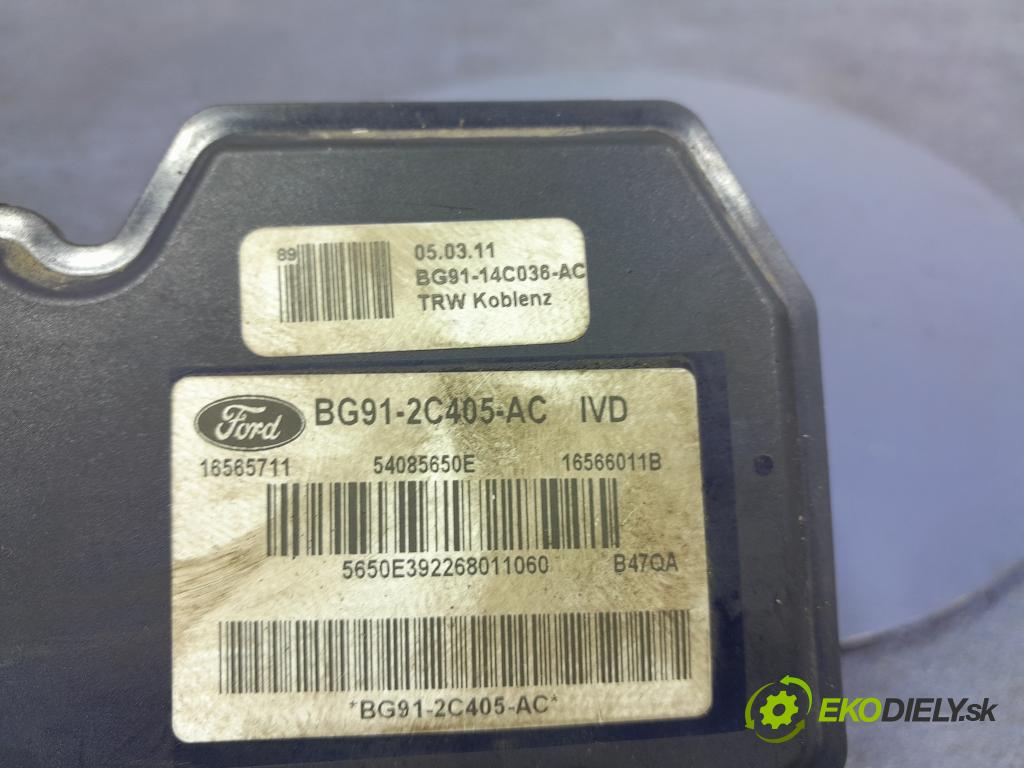 89
05.03.11
BG91-14C036-AC
TRW Koblenz
Ford BG91-2C405-AC IVD
16565711 54085650E 16566011B
5650E392268011060 B47QA
*BG91-2C405-AC*
EKODIELY.sk